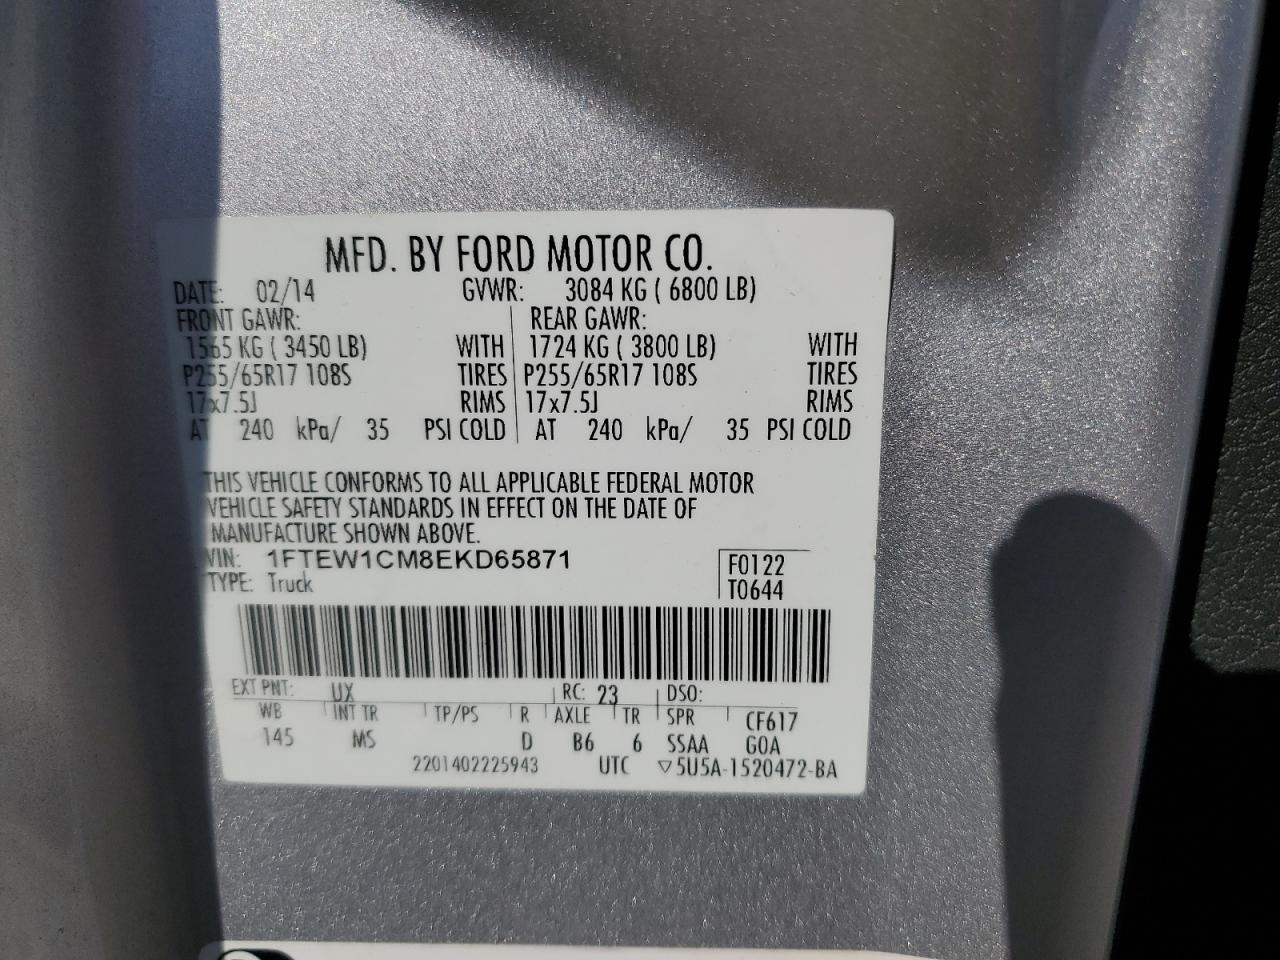 MFD. BY FORD MOTOR CO.
DATE: 02/14 GVWR: 3084 KG ( 6800 LB)
FRONT GAWR: REAR GAWR:
1565 KG ( 3450 LB) WITH 1724 KG ( 3800 LB) WITH
P255/65R17 108S TIRES P255/65R17 108S TIRES
17x7.5J RIMS 17x7.5J RIMS
AT 240 kPa/ 35 PSI COLD AT 240 kPa/ 35 PSI COLD
THIS VEHICLE CONFORMS TO ALL APPLICABLE FEDERAL MOTOR
VEHICLE SAFETY STANDARDS IN EFFECT ON THE DATE OF
MANUFACTURE SHOWN ABOVE.
VIN: 1FTEW1CM8EKD65871 F0122
TYPE: Truck T0644
EXT PNT: UX RC: 23 DSO:
WB INT TR TP/PS R AXLE TR SPR CF617
145 MS D B6 6 SSAA GOA
2201402225943 UTC ▽5U5A-1520472-BA